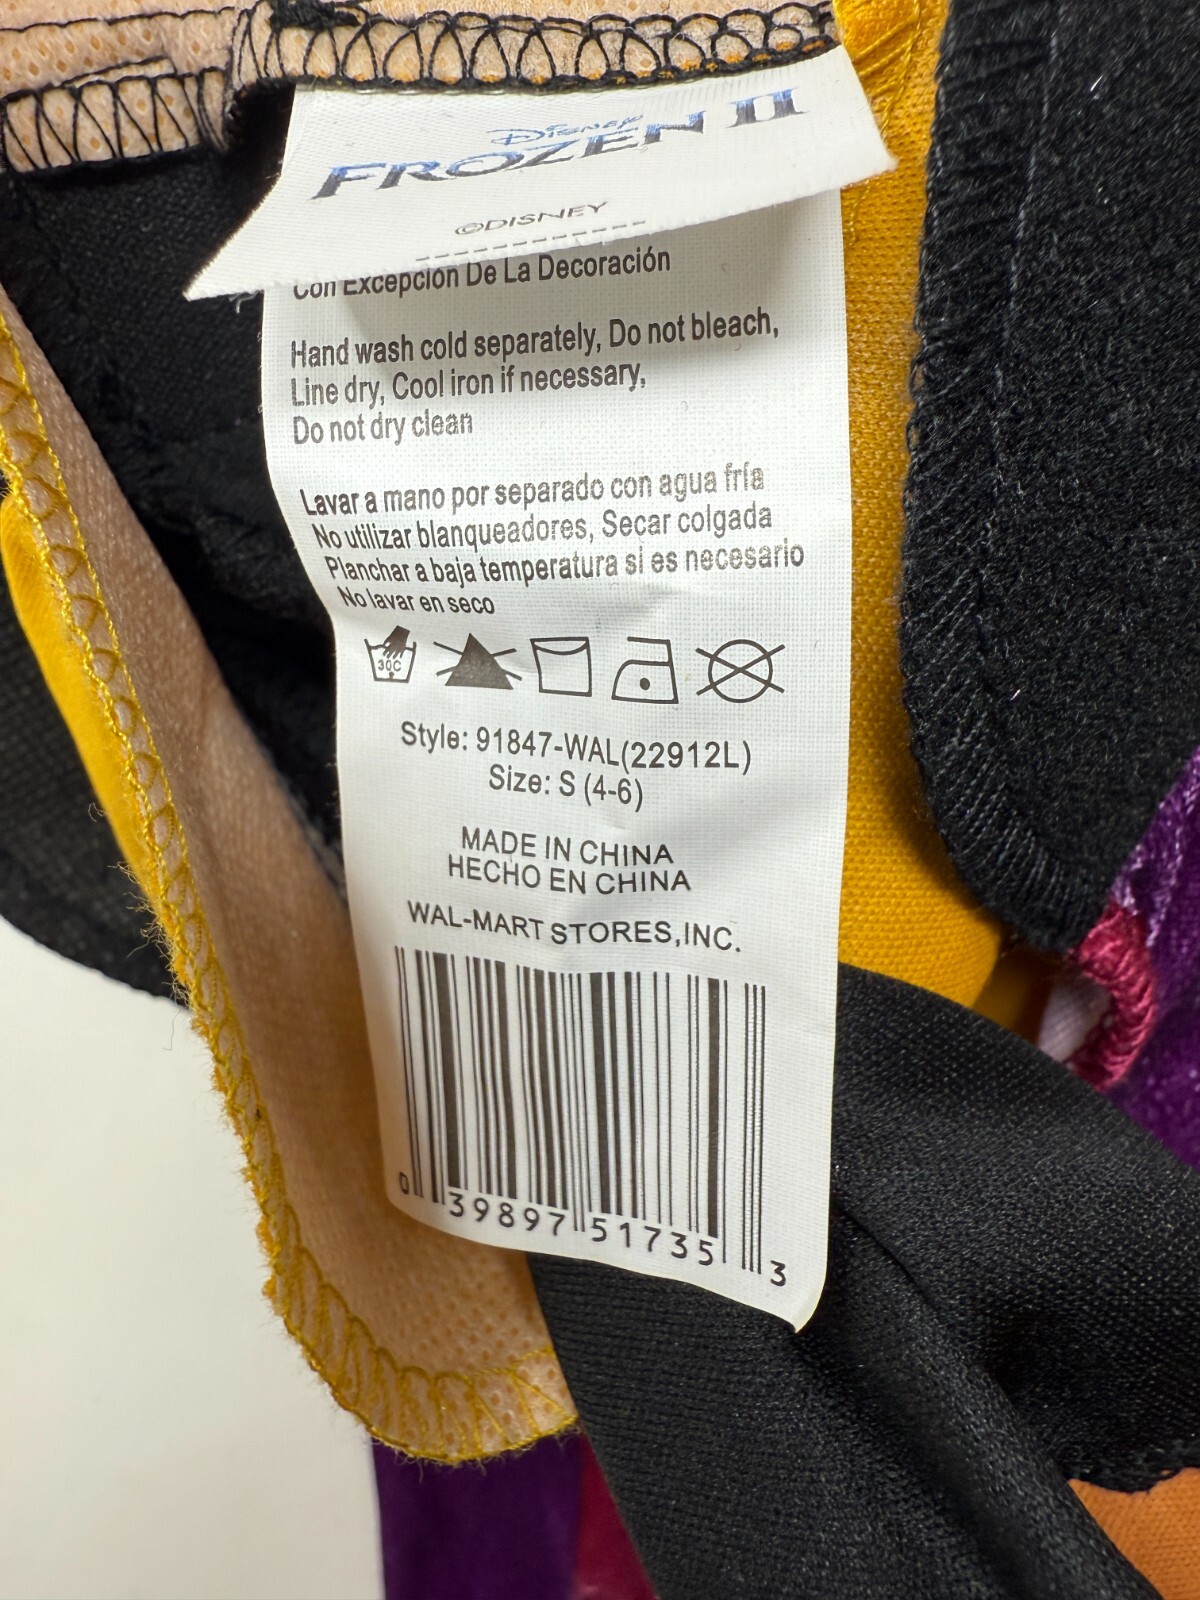 Disney
FROZEN II
©DISNEY
Con Excepción De La Decoración
Hand wash cold separately, Do not bleach,
Line dry, Cool iron if necessary,
Do not dry clean
Lavar a mano por separado con agua fría
No utilizar blanqueadores, Secar colgada
Planchar a baja temperatura si es necesario
No lavar en seco
30C
Style: 91847-WAL(22912L)
Size: S (4-6)
MADE IN CHINA
HECHO EN CHINA
WAL-MART STORES,INC.
0 39897 51735 3